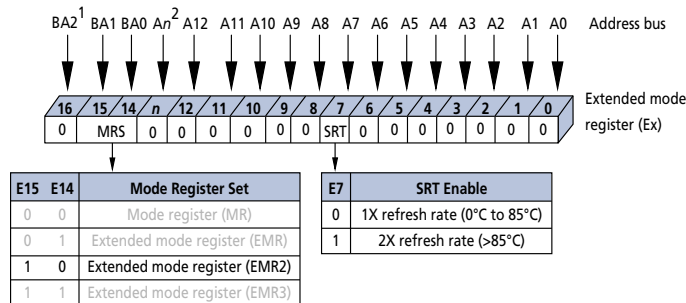 BA2¹ BA1 BA0 An² A12 A11 A10 A9 A8 A7 A6 A5 A4 A3 A2 A1 A0 Address bus
16 15 14 n 12 11 10 9 8 7 6 5 4 3 2 1 0
Extended mode
register (Ex)
0 MRS 0 0 0 0 0 0 SRT 0 0 0 0 0 0 0
E15 E14 Mode Register Set
0 0 Mode register (MR)
0 1 Extended mode register (EMR)
1 0 Extended mode register (EMR2)
1 1 Extended mode register (EMR3)
E7 SRT Enable
0 1X refresh rate (0°C to 85°C)
1 2X refresh rate (>85°C)